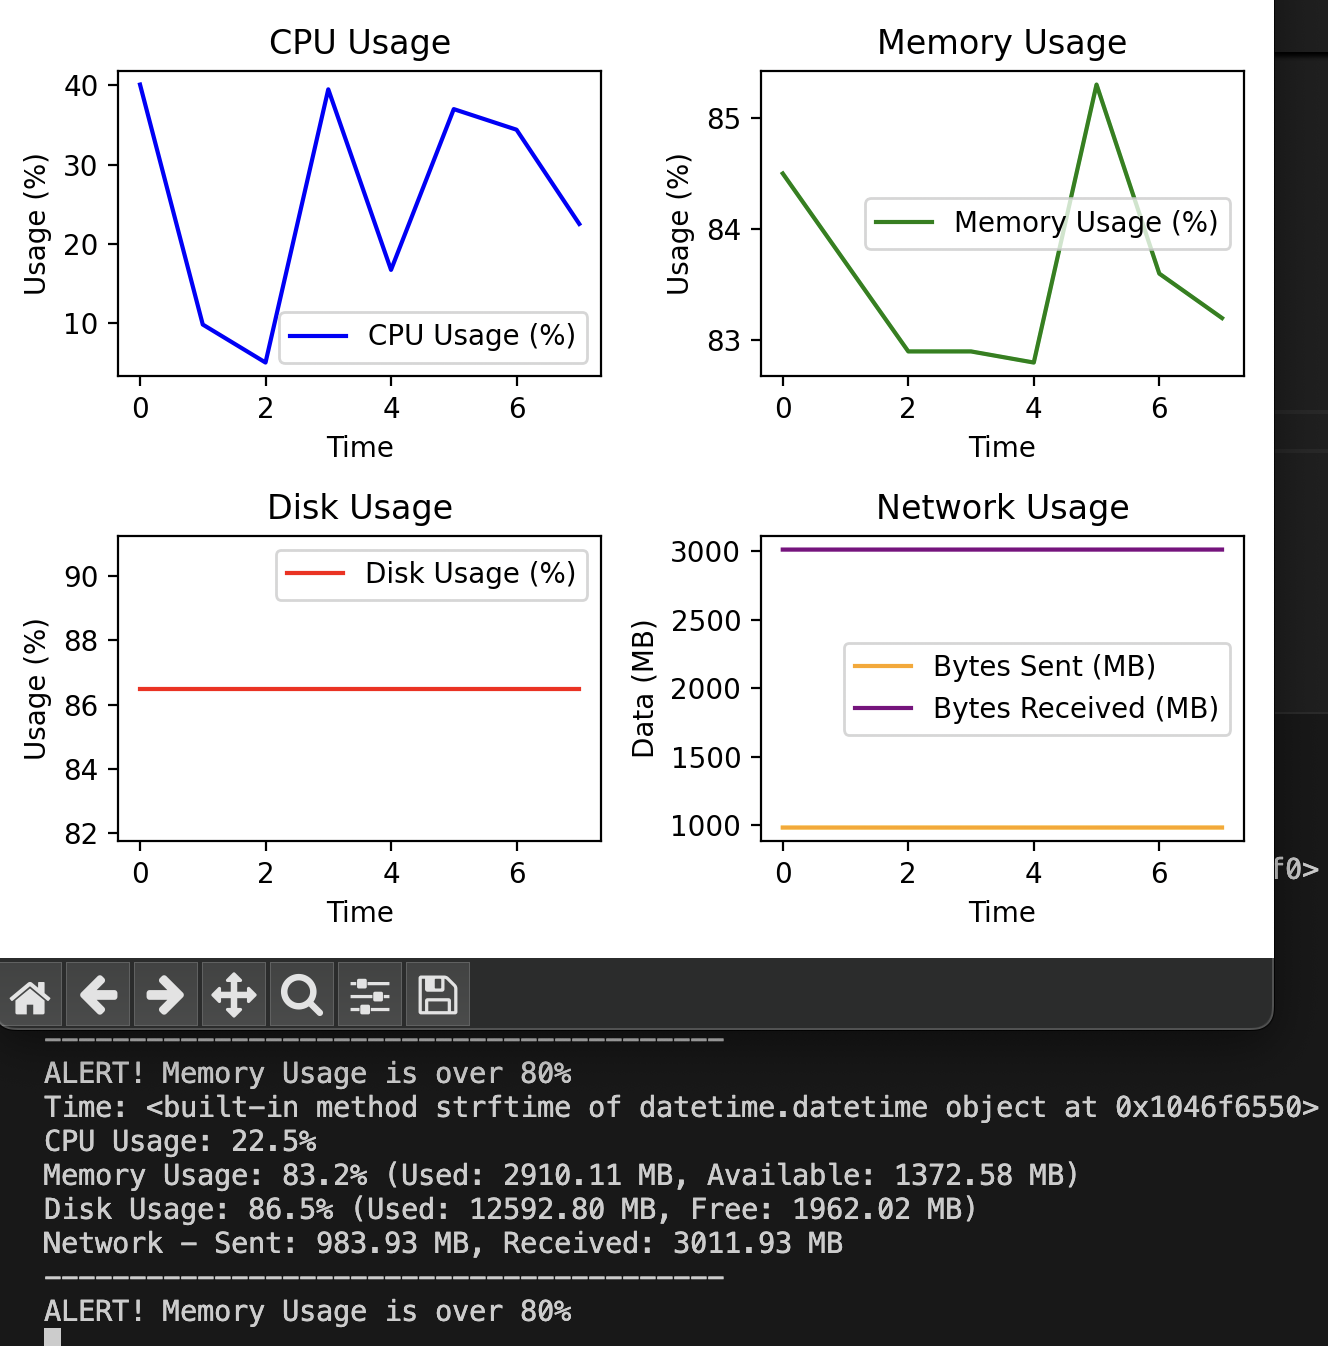 CPU Usage
40
30
20
10
Usage (%)
CPU Usage (%)
0 2 4 6
Time
Memory Usage
85
84
83
Usage (%)
Memory Usage (%)
0 2 4 6
Time
Disk Usage
90
88
86
84
82
Usage (%)
Disk Usage (%)
0 2 4 6
Time
Network Usage
3000
2500
2000
1500
1000
Data (MB)
Bytes Sent (MB)
Bytes Received (MB)
0 2 4 6
Time
f0>
----------------------------------------
ALERT! Memory Usage is over 80%
Time: <built-in method strftime of datetime.datetime object at 0x1046f6550>
CPU Usage: 22.5%
Memory Usage: 83.2% (Used: 2910.11 MB, Available: 1372.58 MB)
Disk Usage: 86.5% (Used: 12592.80 MB, Free: 1962.02 MB)
Network - Sent: 983.93 MB, Received: 3011.93 MB
----------------------------------------
ALERT! Memory Usage is over 80%